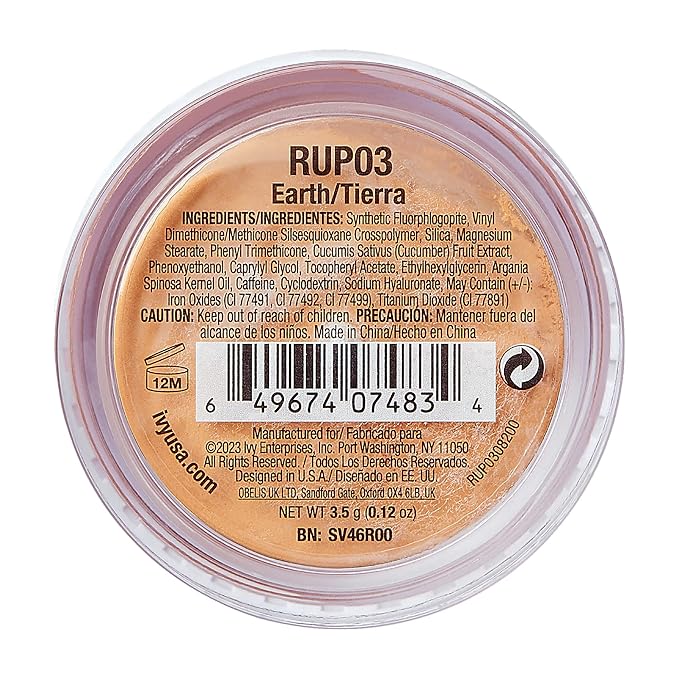 RUP03
Earth/Tierra
INGREDIENTS/INGREDIENTES: Synthetic Fluorphlogopite, Vinyl
Dimethicone/Methicone Silsesquioxane Crosspolymer, Silica, Magnesium
Stearate, Phenyl Trimethicone, Cucumis Sativus (Cucumber) Fruit Extract,
Phenoxyethanol, Caprylyl Glycol, Tocopheryl Acetate, Ethylhexylglycerin, Argania
Spinosa Kernel Oil, Caffeine, Cyclodextrin, Sodium Hyaluronate, May Contain (+/-):
Iron Oxides (CI 77491, CI 77492, CI 77499), Titanium Dioxide (CI 77891)
CAUTION: Keep out of reach of children. PRECAUCIÓN: Mantener fuera del
alcance de los niños. Made in China/Hecho en China
12M
6 49674 07483 4
ivyusa.com
RUP0308200
Manufactured for/ Fabricado para
©2023 Ivy Enterprises, Inc. Port Washington, NY 11050
All Rights Reserved. / Todos Los Derechos Reservados.
Designed in U.S.A./ Diseñado en EE. UU.
OBELIS UK LTD, Sandford Gate, Oxford OX4 6LB, UK
NET WT 3.5 g (0.12 oz)
BN: SV46R00